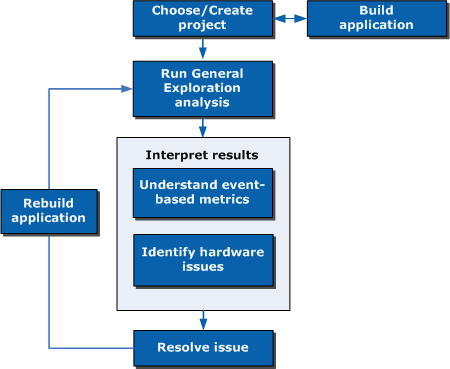 Choose/Create
project
Build
application
Run General
Exploration
analysis
Interpret results
Understand event-
based metrics
Rebuild
application
Identify hardware
issues
Resolve issue